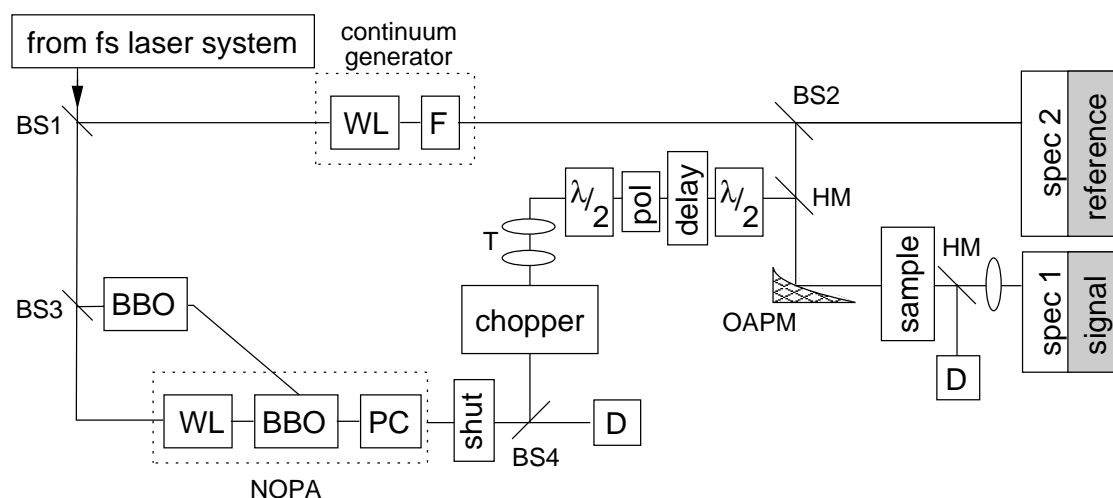 from fs laser system
continuum
generator
BS1
WL
F
BS2
spec 2
reference
λ/2
pol
delay
λ/2
HM
T
BS3
BBO
chopper
OAPM
sample
HM
spec 1
signal
D
WL
BBO
PC
shut
BS4
D
NOPA